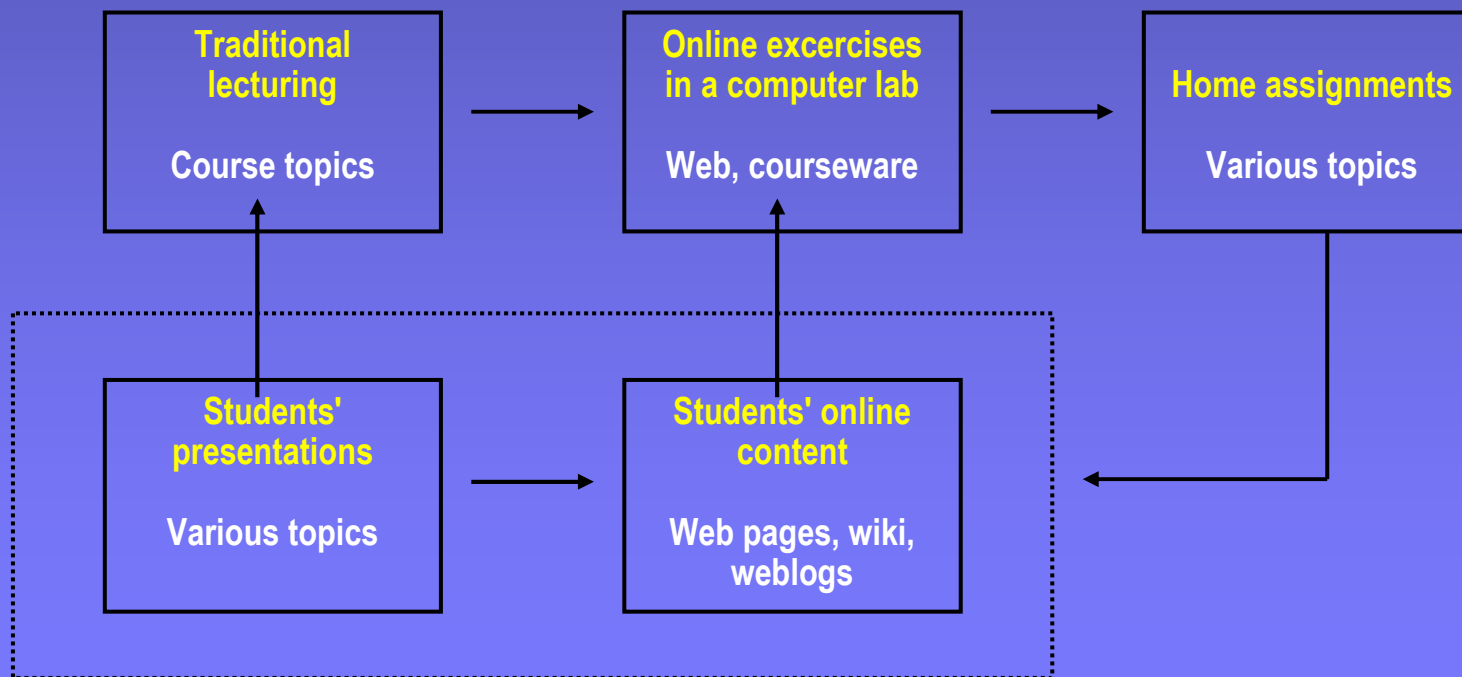 Traditional
lecturing
Course topics
Online excercises
in a computer lab
Web, courseware
Home assignments
Various topics
Students'
presentations
Various topics
Students' online
content
Web pages, wiki,
weblogs